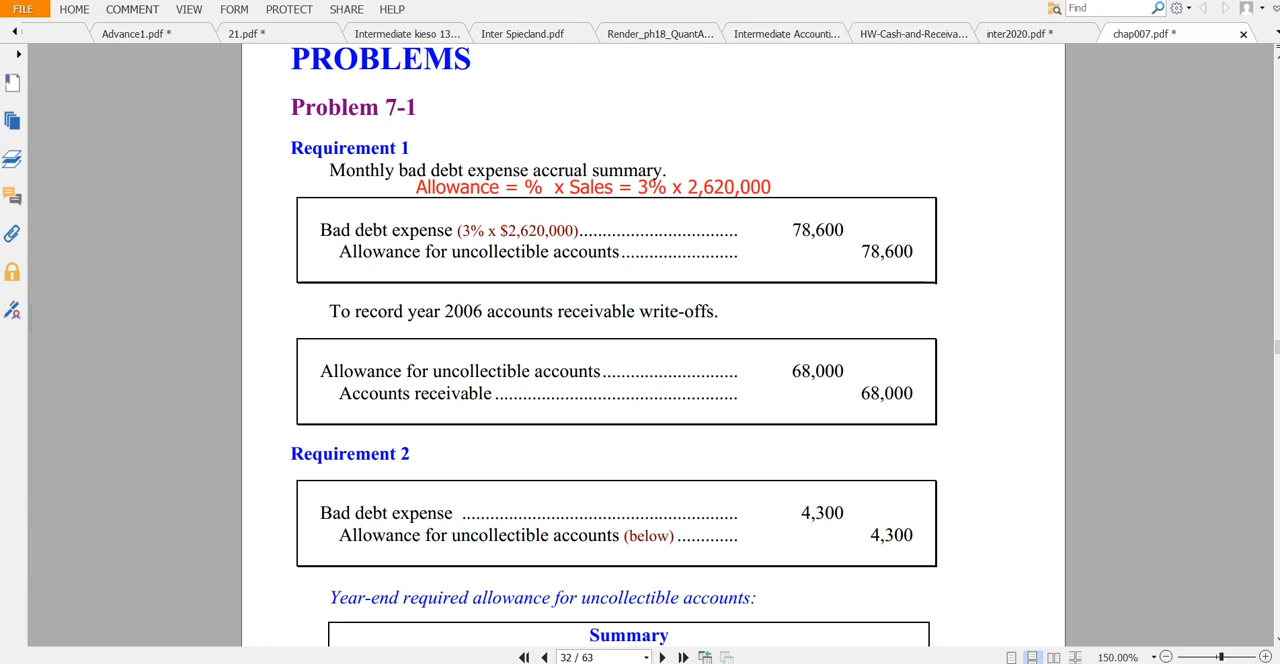 FILE HOME COMMENT VIEW FORM PROTECT SHARE HELP Find
Advance1.pdf * 21.pdf * Intermediate kieso 13... Inter Spiecland.pdf Render_ph18_QuantA... Intermediate Accounti... HW-Cash-and-Receiva... inter2020.pdf * chap007.pdf *
PROBLEMS
Problem 7-1
Requirement 1
Monthly bad debt expense accrual summary.
Allowance = % x Sales = 3% x 2,620,000
Bad debt expense (3% x $2,620,000)................................. 78,600
Allowance for uncollectible accounts........................ 78,600
To record year 2006 accounts receivable write-offs.
Allowance for uncollectible accounts............................ 68,000
Accounts receivable .................................................. 68,000
Requirement 2
Bad debt expense ......................................................... 4,300
Allowance for uncollectible accounts (below)............. 4,300
Year-end required allowance for uncollectible accounts:
Summary
32 / 63 150.00%